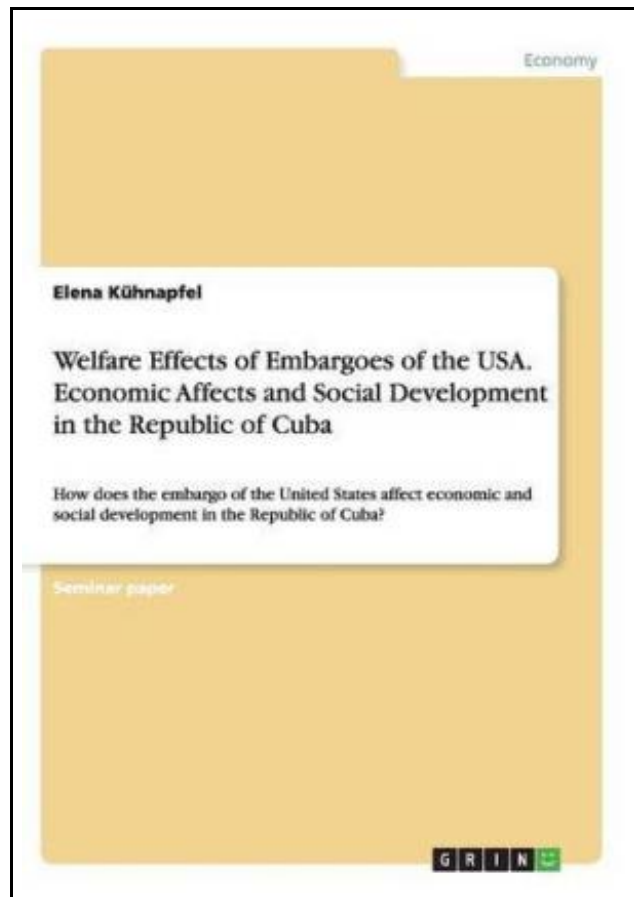 Economy
Elena Kühnapfel
Welfare Effects of Embargoes of the USA.
Economic Affects and Social Development
in the Republic of Cuba
How does the embargo of the United States affect economic and
social development in the Republic of Cuba?
Seminar paper
GRIN